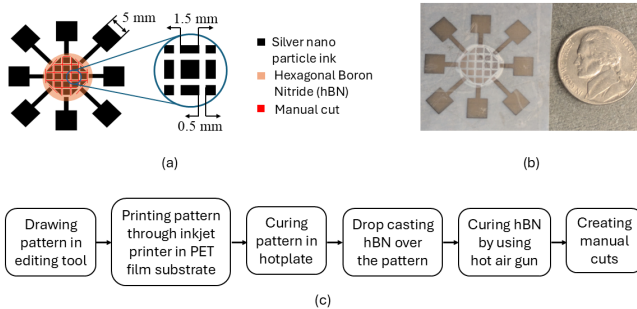 5 mm
1.5 mm
0.5 mm
Silver nano
particle ink
Hexagonal Boron
Nitride (hBN)
Manual cut
(a)
(b)
Drawing
pattern in
editing tool
Printing pattern
through inkjet
printer in PET
film substrate
Curing
pattern in
hotplate
Drop casting
hBN over
the pattern
Curing hBN
by using
hot air gun
Creating
manual
cuts
(c)